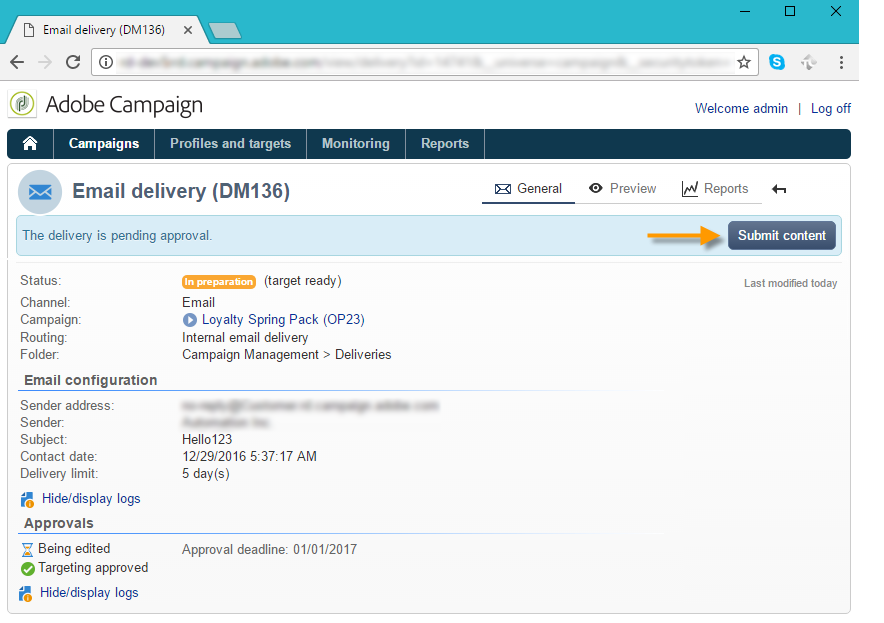 Email delivery (DM136)
Adobe Campaign
Welcome admin | Log off
Campaigns Profiles and targets Monitoring Reports
Email delivery (DM136) General Preview Reports
The delivery is pending approval. Submit content
Status: In preparation (target ready) Last modified today
Channel: Email
Campaign: Loyalty Spring Pack (OP23)
Routing: Internal email delivery
Folder: Campaign Management > Deliveries
Email configuration
Sender address:
Sender:
Subject: Hello123
Contact date: 12/29/2016 5:37:17 AM
Delivery limit: 5 day(s)
Hide/display logs
Approvals
Being edited Approval deadline: 01/01/2017
Targeting approved
Hide/display logs